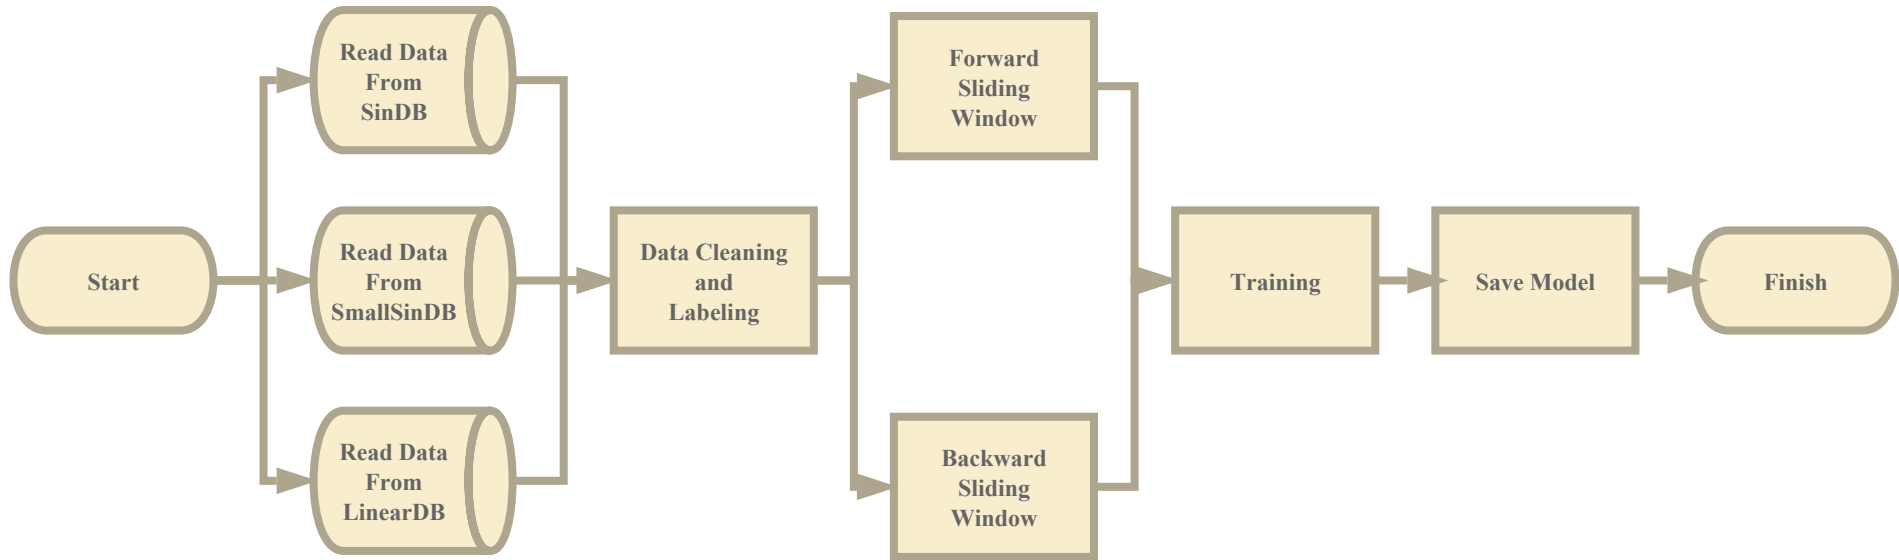 Start
Read Data
From
SinDB
Read Data
From
SmallSinDB
Read Data
From
LinearDB
Data Cleaning
and
Labeling
Forward
Sliding
Window
Backward
Sliding
Window
Training
Save Model
Finish